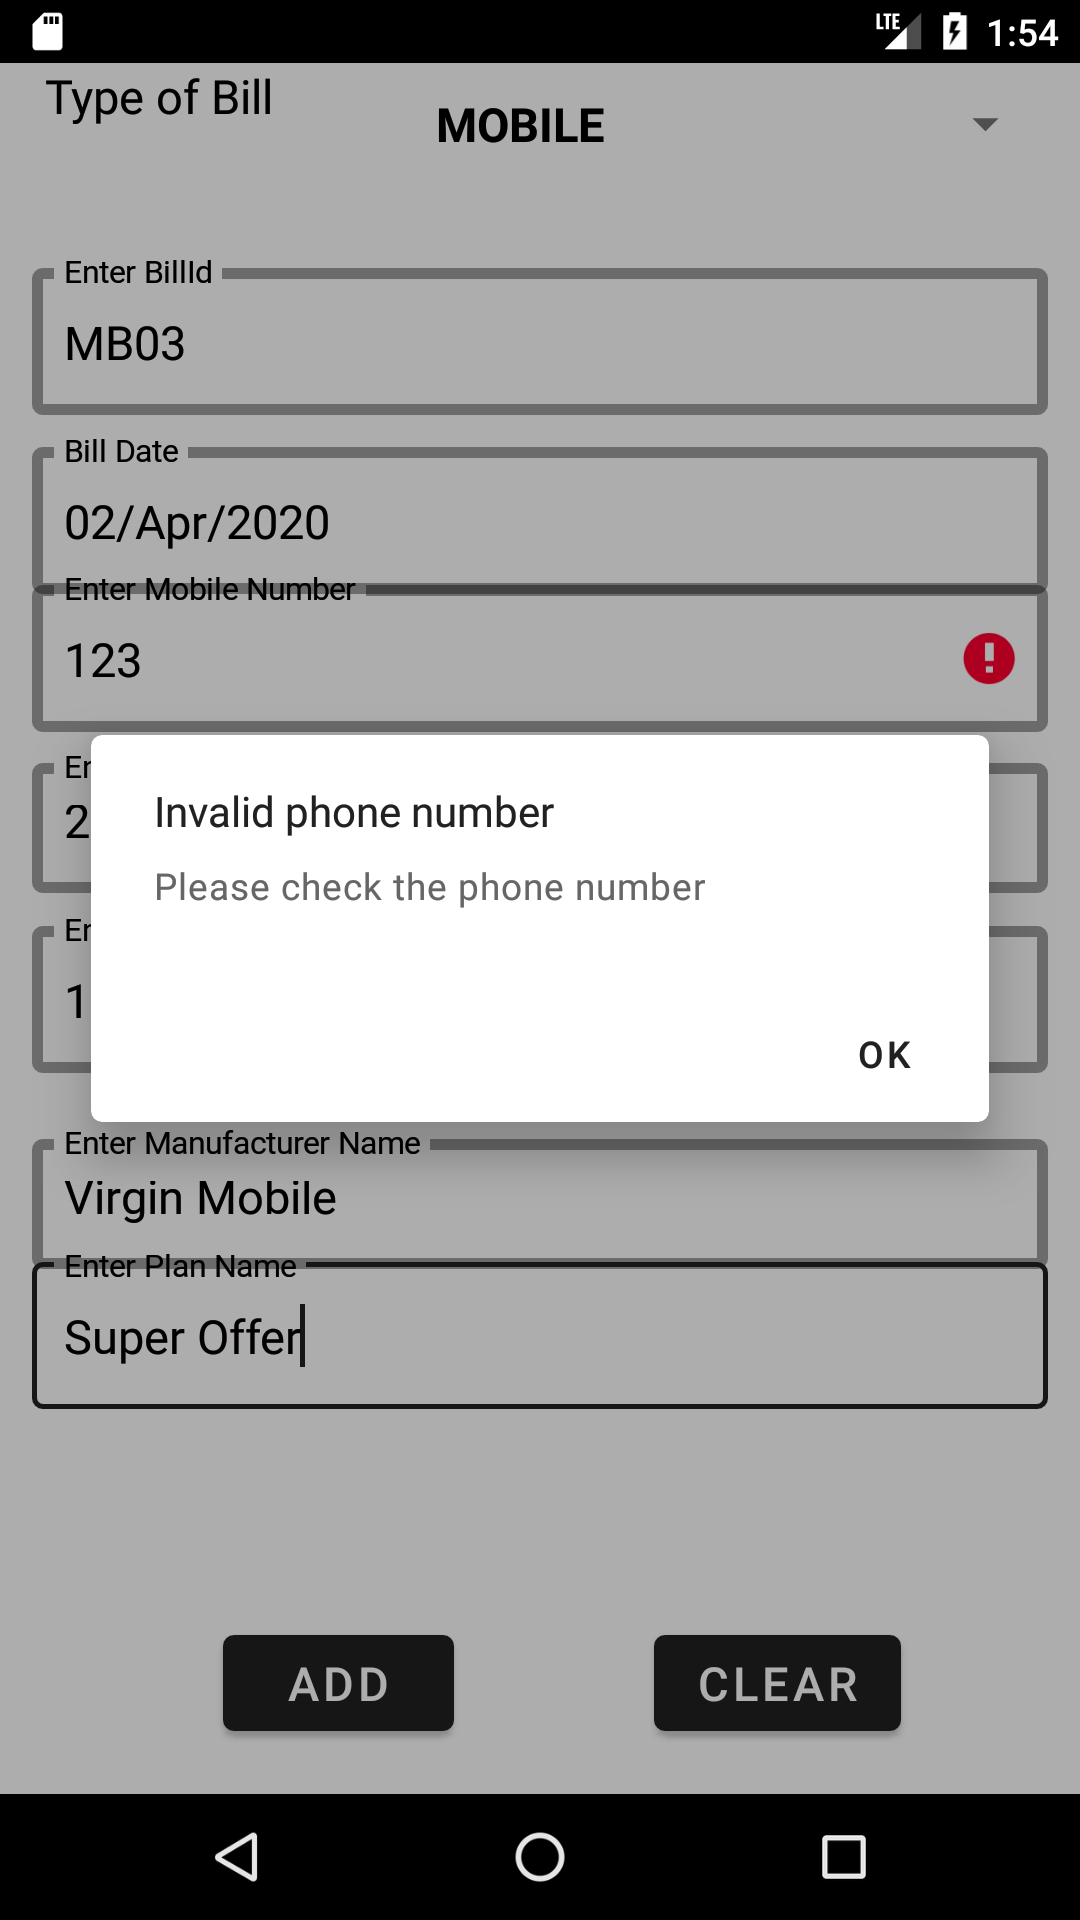 LTE 1:54
Type of Bill
MOBILE
Enter BillId
MB03
Bill Date
02/Apr/2020
Enter Mobile Number
123
2
Invalid phone number
Please check the phone number
1
OK
Enter Manufacturer Name
Virgin Mobile
Enter Plan Name
Super Offer
ADD CLEAR